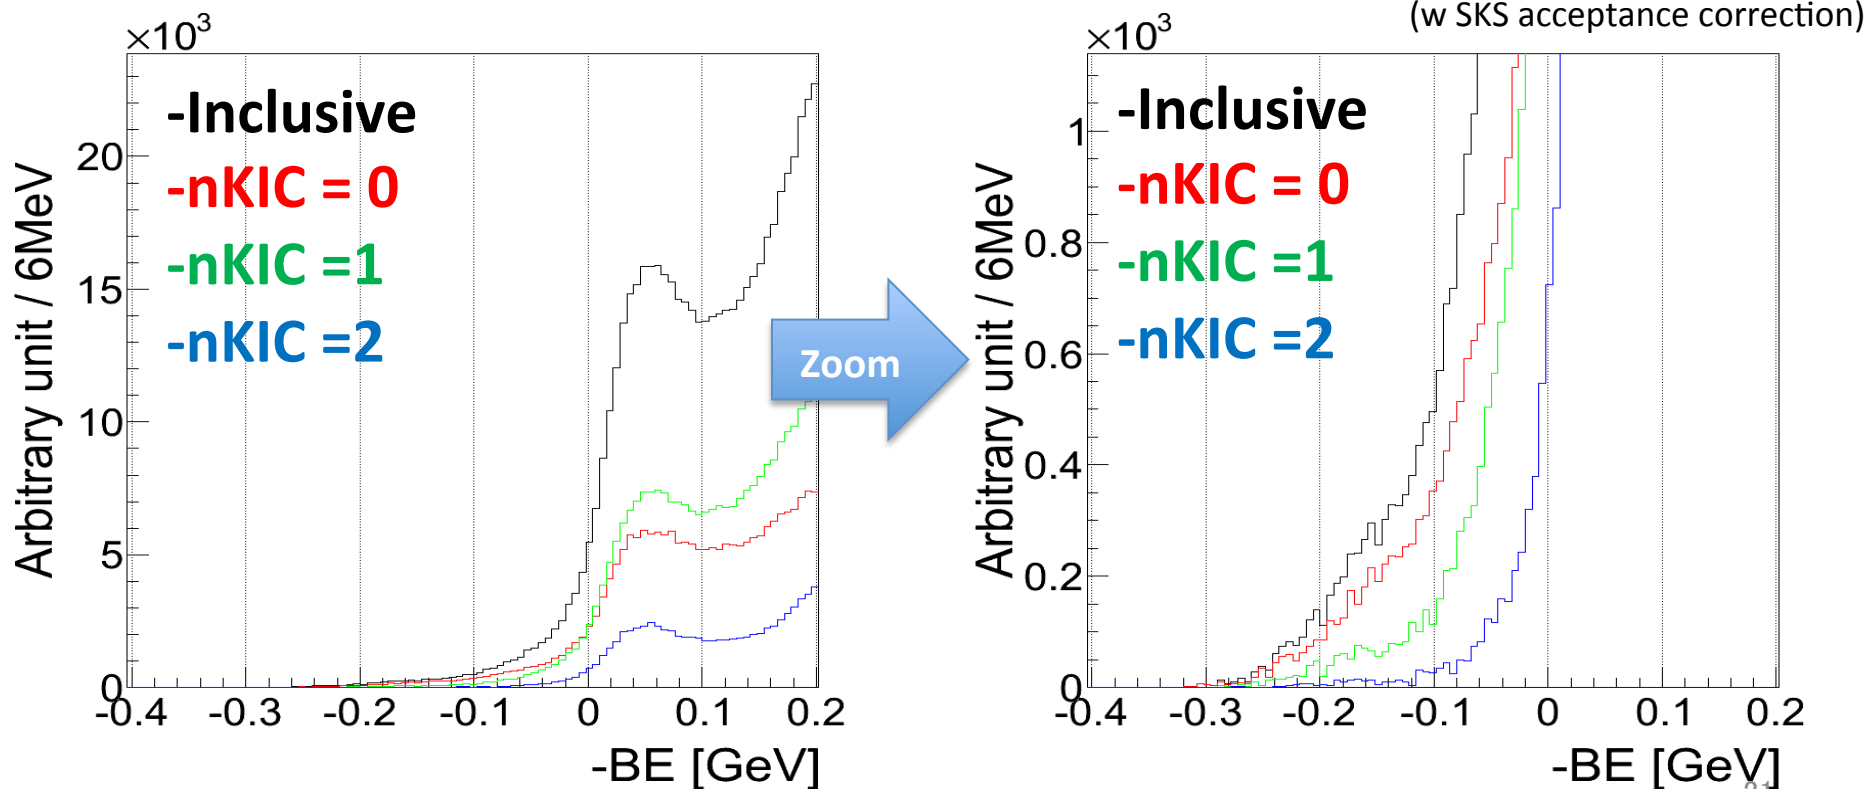 (w SKS acceptance correction)
×10³
-Inclusive
-nKIC = 0
-nKIC =1
-nKIC =2
Arbitrary unit / 6MeV
20
15
10
5
0
-0.4 -0.3 -0.2 -0.1 0 0.1 0.2
-BE [GeV]
Zoom
×10³
-Inclusive
-nKIC = 0
-nKIC =1
-nKIC =2
Arbitrary unit / 6MeV
1
0.8
0.6
0.4
0.2
0
-0.4 -0.3 -0.2 -0.1 0 0.1 0.2
-BE [GeV]